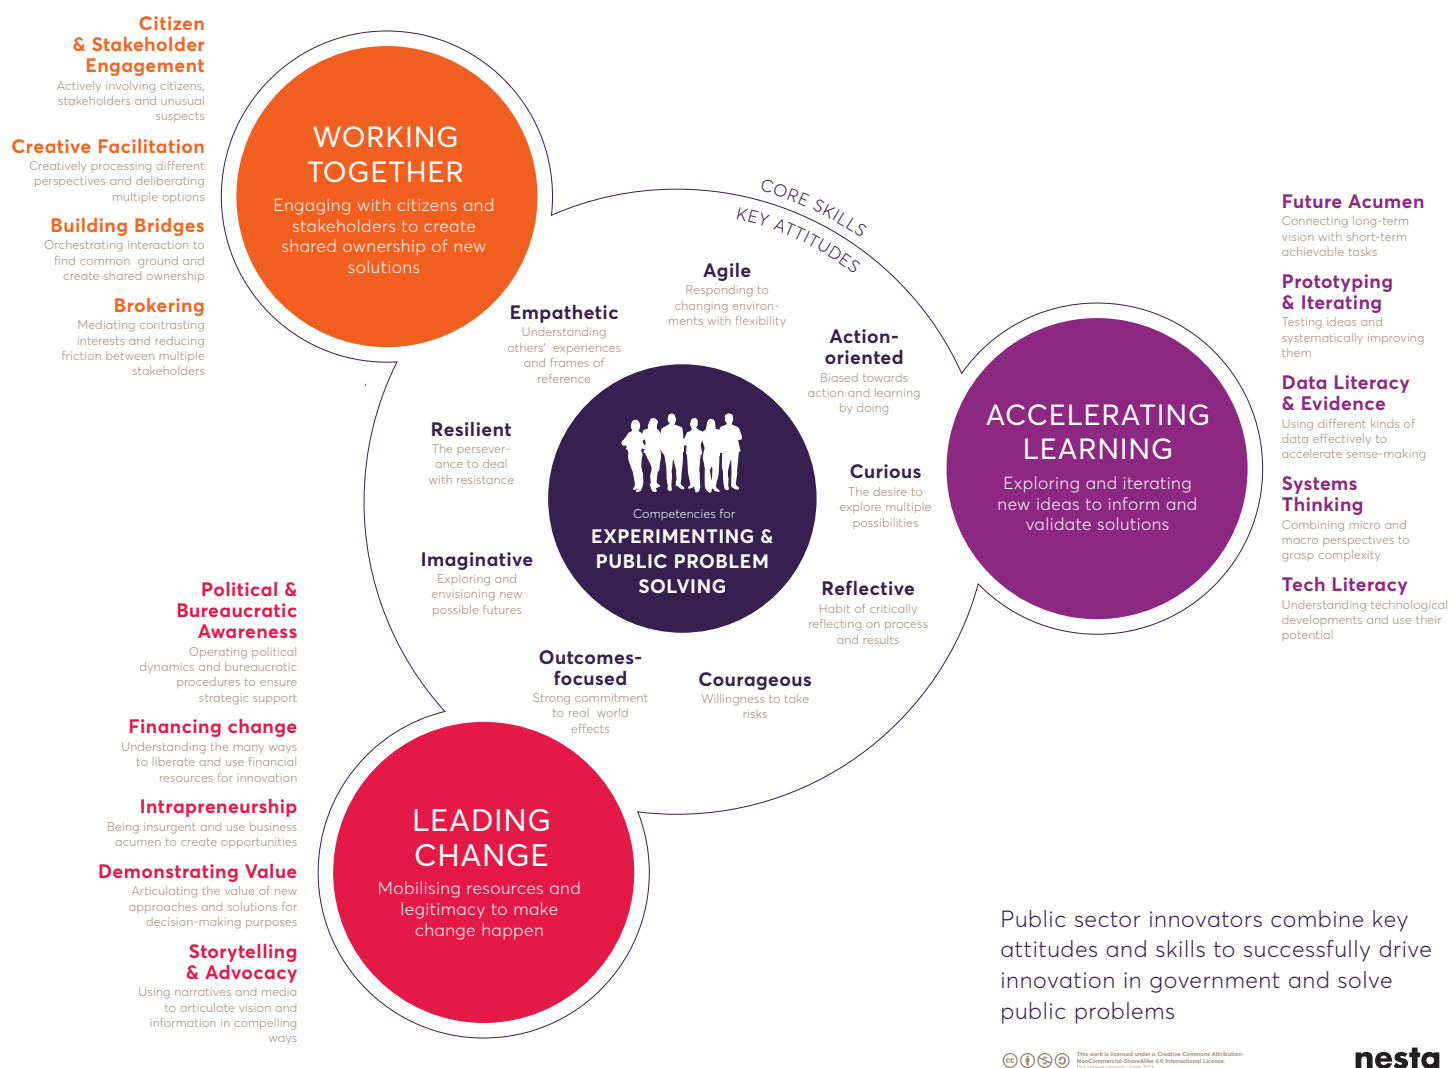 Citizen
& Stakeholder
Engagement
Actively involving citizens,
stakeholders and unusual
suspects
Creative Facilitation
Creatively processing different
perspectives and deliberating
multiple options
Building Bridges
Orchestrating interaction to
find common ground and
create shared ownership
Brokering
Mediating contrasting
interests and reducing
friction between multiple
stakeholders
WORKING
TOGETHER
Engaging with citizens and
stakeholders to create
shared ownership of new
solutions
CORE SKILLS
KEY ATTITUDES
Agile
Responding to
changing environ-
ments with flexibility
Empathetic
Understanding
others' experiences
and frames of
reference
Action-
oriented
Biased towards
action and learning
by doing
Resilient
The persever-
ance to deal
with resistance
Curious
The desire to
explore multiple
possibilities
Imaginative
Exploring and
envisioning new
possible futures
Reflective
Habit of critically
reflecting on process
and results
Outcomes-
focused
Strong commitment
to real world
effects
Courageous
Willingness to take
risks
Competencies for
EXPERIMENTING &
PUBLIC PROBLEM
SOLVING
ACCELERATING
LEARNING
Exploring and iterating
new ideas to inform and
validate solutions
Future Acumen
Connecting long-term
vision with short-term
achievable tasks
Prototyping
& Iterating
Testing ideas and
systematically improving
them
Data Literacy
& Evidence
Using different kinds of
data effectively to
accelerate sense-making
Systems
Thinking
Combining micro and
macro perspectives to
grasp complexity
Tech Literacy
Understanding technological
developments and use their
potential
Political &
Bureaucratic
Awareness
Operating political
dynamics and bureaucratic
procedures to ensure
strategic support
Financing change
Understanding the many ways
to liberate and use financial
resources for innovation
Intrapreneurship
Being insurgent and use business
acumen to create opportunities
Demonstrating Value
Articulating the value of new
approaches and solutions for
decision-making purposes
Storytelling
& Advocacy
Using narratives and media
to articulate vision and
information in compelling
ways
LEADING
CHANGE
Mobilising resources and
legitimacy to make
change happen
Public sector innovators combine key
attitudes and skills to successfully drive
innovation in government and solve
public problems
cc
This work is licensed under a Creative Commons Attribution-
NonCommercial-ShareAlike 4.0 International License.
nesta